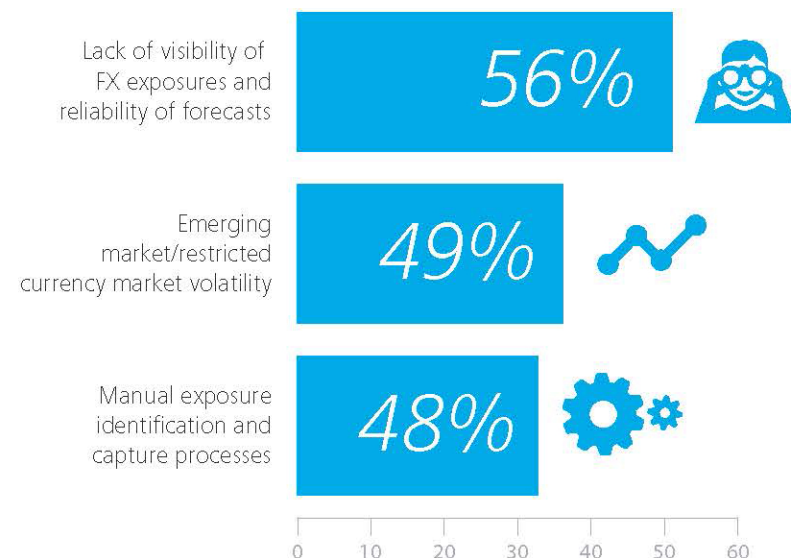 Lack of visibility of
FX exposures and
reliability of forecasts
56%
Emerging
market/restricted
currency market volatility
49%
Manual exposure
identification and
capture processes
48%
0 10 20 30 40 50 60